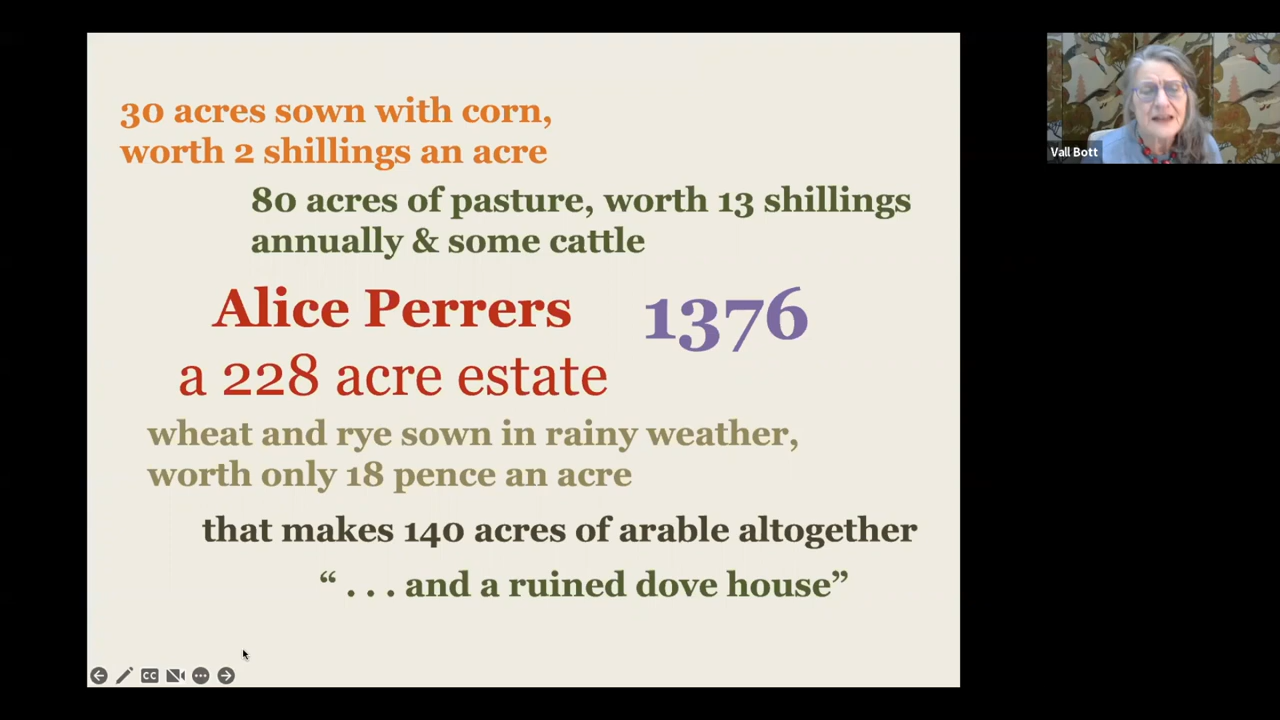 30 acres sown with corn,
worth 2 shillings an acre
80 acres of pasture, worth 13 shillings
annually & some cattle
Alice Perrers
1376
a 228 acre estate
wheat and rye sown in rainy weather,
worth only 18 pence an acre
that makes 140 acres of arable altogether
“ . . . and a ruined dove house”
CC
Vall Bott